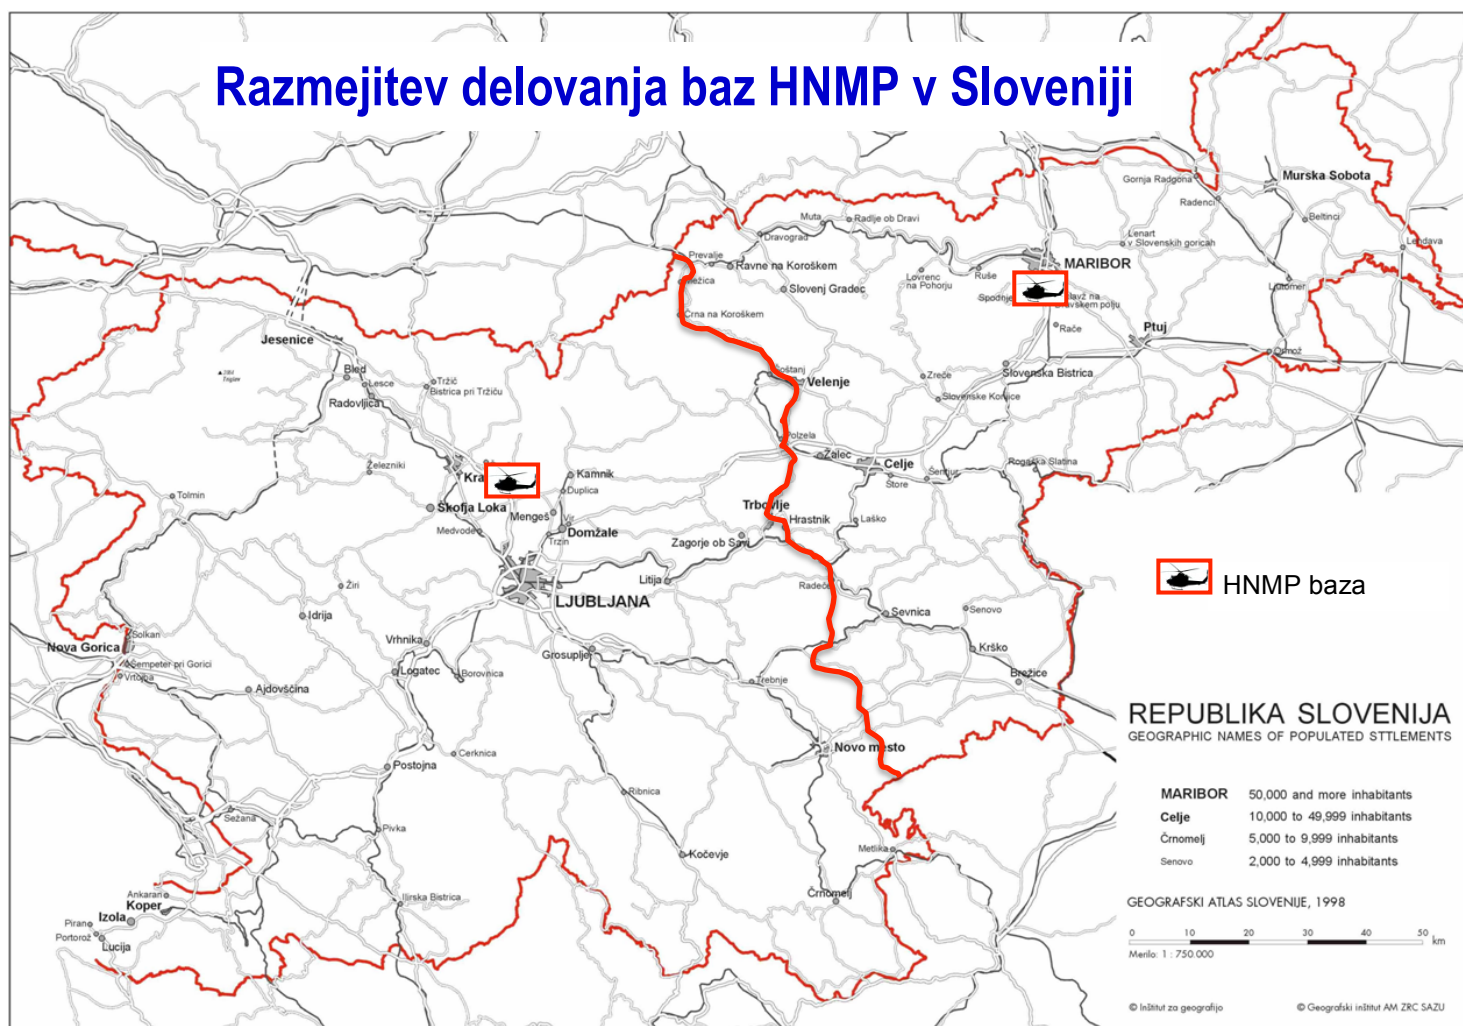 Razmejitev delovanja baz HNMP v Sloveniji
Murska Sobota
Gornja Radgona
Radenci
Beltinci
Muta
Radlje ob Dravi
Dravograd
Lenart
v Slovenskih goricah
Lendava
Prevalje
Ravne na Koroškem
MARIBOR
Ruše
Lovrenc
na Pohorju
Mežica
Slovenj Gradec
Spodnje
Ljutomer
Dravskem polju
Črna na Koroškem
Rače
Ptuj
Jesenice
Ormož
Bled
Lesce
Tržič
Bistrica pri Tržiču
Šoštanj
Velenje
Zreče
Slovenska Bistrica
Radovljica
Slovenske Konjice
Polzela
Žalec
Celje
Rogaška Slatina
Železniki
Kra
Kamnik
Šentjur
Štore
Tolmin
Duplica
Škofja Loka
Mengeš
Vir
Trbovlje
Hrastnik
Laško
Medvode
Domžale
Trzin
Zagorje ob Savi
Žiri
Litija
Radeče
HNMP baza
LJUBLJANA
Idrija
Sevnica
Senovo
Solkan
Nova Gorica
Vrhnika
Grosuplje
Krško
Šempeter pri Gorici
Vrtojba
Logatec
Borovnica
Trebnje
Brežice
Ajdovščina
REPUBLIKA SLOVENIJA
GEOGRAPHIC NAMES OF POPULATED STTLEMENTS
Cerknica
Novo mesto
Postojna
Ribnica
MARIBOR 50,000 and more inhabitants
Celje 10,000 to 49,999 inhabitants
Črnomelj 5,000 to 9,999 inhabitants
Senovo 2,000 to 4,999 inhabitants
Sežana
Pivka
Kočevje
Metlika
Ankaran
Koper
Ilirska Bistrica
Črnomelj
GEOGRAFSKI ATLAS SLOVENIJE, 1998
Izola
Piran
Portorož
Lucija
0 10 20 30 40 50 km
Merilo: 1 : 750 000
© Inštitut za geografijo
© Geografski inštitut AM ZRC SAZU